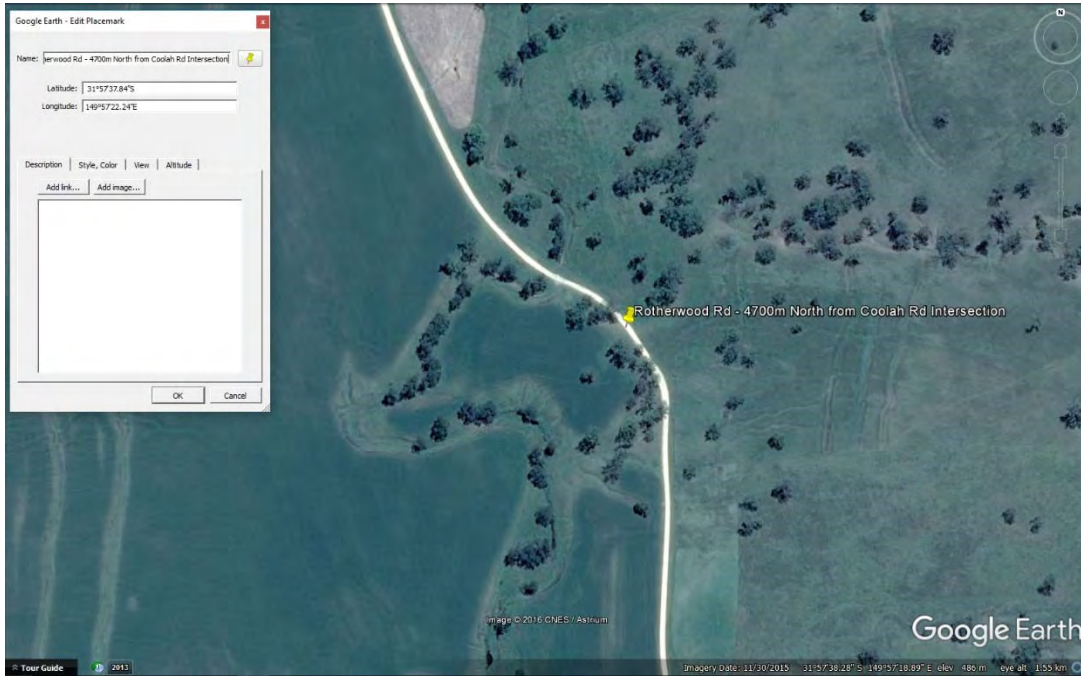 Google Earth - Edit Placemark
x
Name: erwood Rd - 4700m North from Coolah Rd Intersection
Latitude: 31°57'37.84"S
Longitude: 149°57'22.24"E
Description
Style, Color
View
Altitude
Add link...
Add image...
OK
Cancel
N
Rotherwood Rd - 4700m North from Coolah Rd Intersection
Image © 2016 CNES / Astrium
Google Earth
Tour Guide
2013
Imagery Date: 11/30/2015 31°57'38.28" S 149°57'18.89" E elev 486 m eye alt 1.55 km